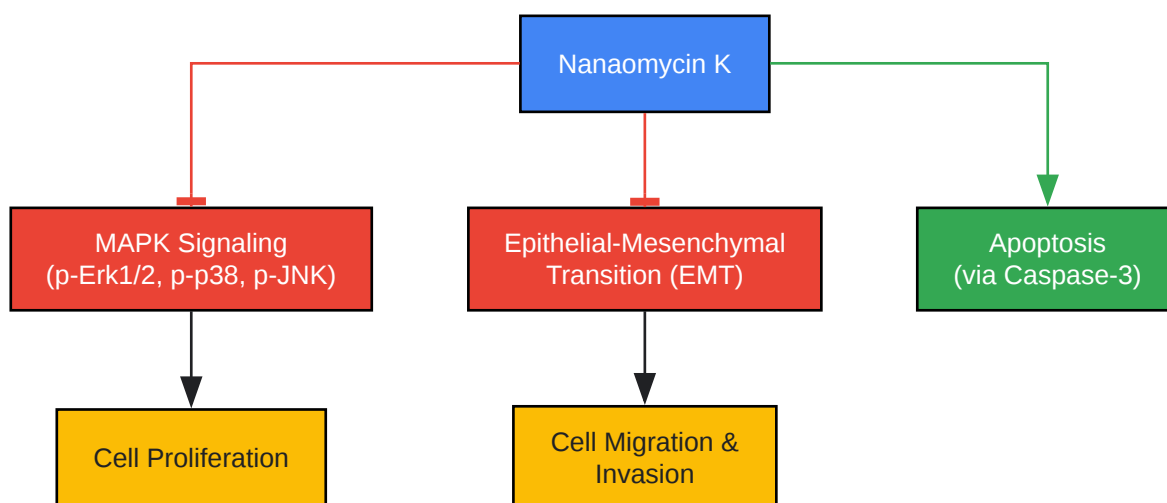 Nanaomycin K
MAPK Signaling
(p-Erk1/2, p-p38, p-JNK)
Epithelial-Mesenchymal
Transition (EMT)
Apoptosis
(via Caspase-3)
Cell Proliferation
Cell Migration &
Invasion